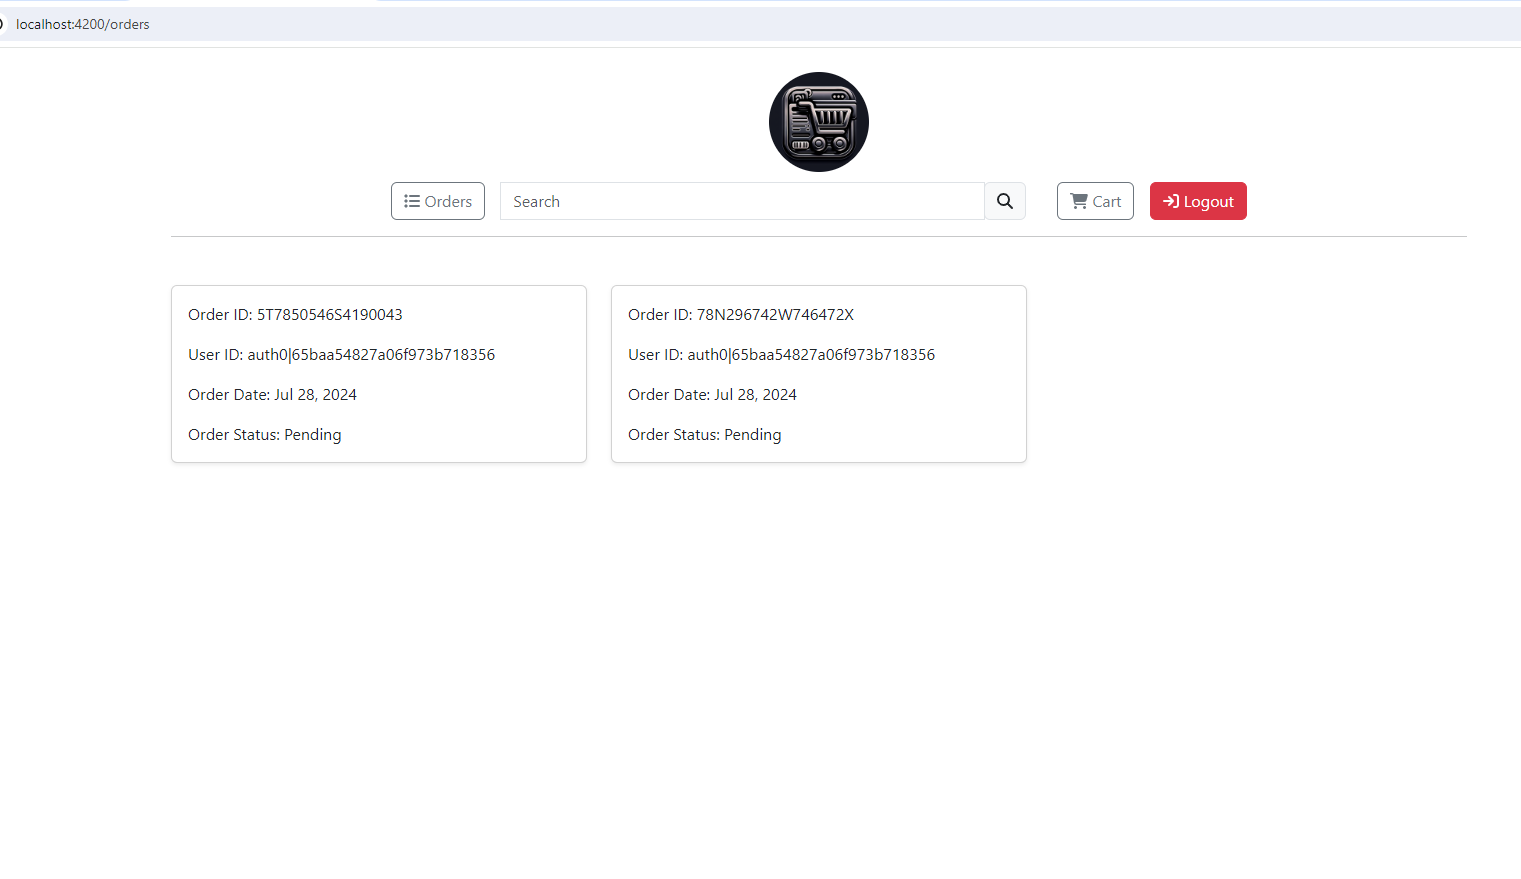 localhost:4200/orders
Orders
Search
Cart
Logout
Order ID: 5T7850546S4190043
User ID: auth0|65baa54827a06f973b718356
Order Date: Jul 28, 2024
Order Status: Pending
Order ID: 78N296742W746472X
User ID: auth0|65baa54827a06f973b718356
Order Date: Jul 28, 2024
Order Status: Pending